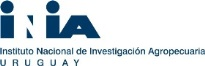 INIA
Instituto Nacional de Investigación Agropecuaria
URUGUAY